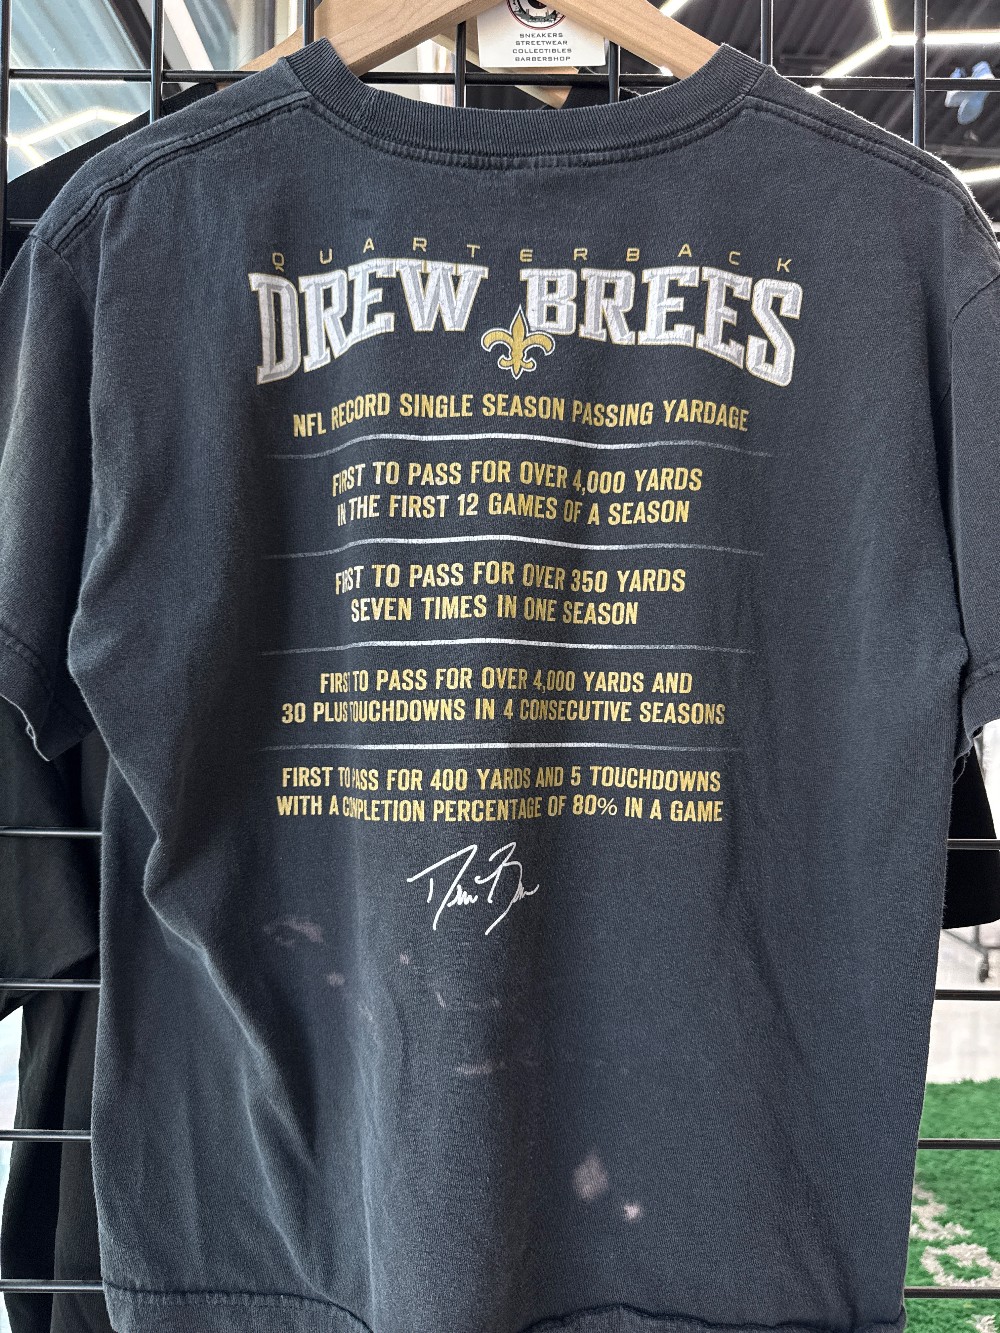 SNEAKERS
STREETWEAR
COLLECTIBLES
BARBERSHOP
QUARTERBACK
DREW BREES
NFL RECORD SINGLE SEASON PASSING YARDAGE
FIRST TO PASS FOR OVER 4,000 YARDS
IN THE FIRST 12 GAMES OF A SEASON
FIRST TO PASS FOR OVER 350 YARDS
SEVEN TIMES IN ONE SEASON
FIRST TO PASS FOR OVER 4,000 YARDS AND
30 PLUS TOUCHDOWNS IN 4 CONSECUTIVE SEASONS
FIRST TO PASS FOR 400 YARDS AND 5 TOUCHDOWNS
WITH A COMPLETION PERCENTAGE OF 80% IN A GAME
Drew Brees